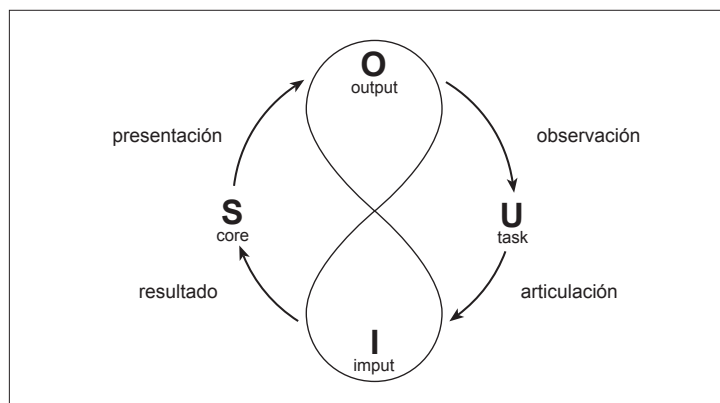 O
output
presentación
observación
S
core
U
task
resultado
articulación
I
imput